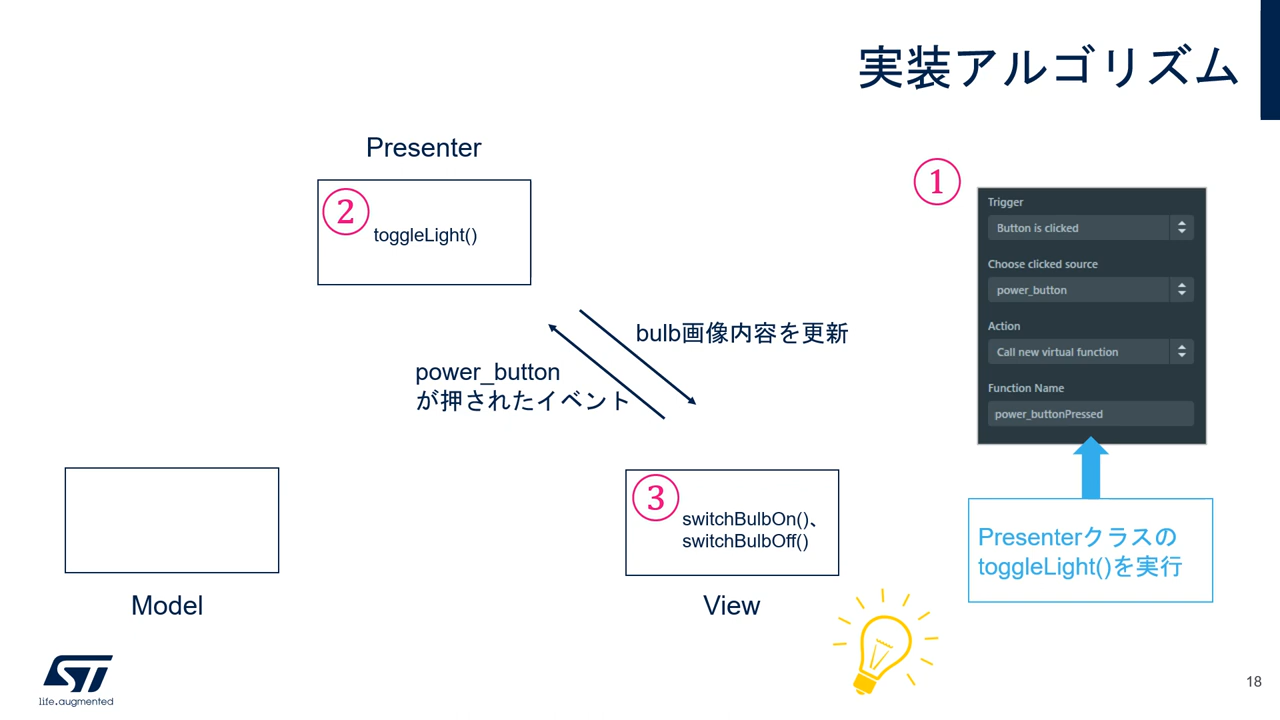 実装アルゴリズム
Presenter
②
toggleLight()
①
Trigger
Button is clicked
Choose clicked source
power_button
Action
Call new virtual function
Function Name
power_buttonPressed
bulb画像内容を更新
power_button
が押されたイベント
③
switchBulbOn()、
switchBulbOff()
Presenterクラスの
toggleLight()を実行
Model
View
ST
life.augmented
18